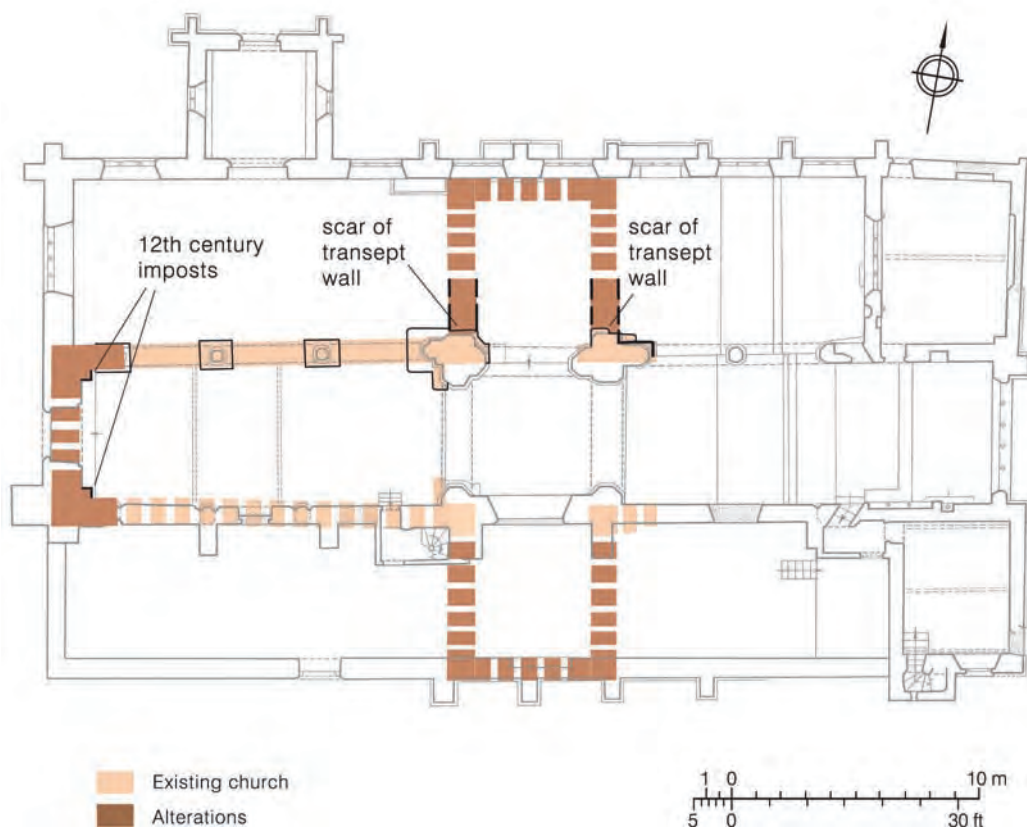 12th century
imposts
scar of
transept
wall
scar of
transept
wall
Existing church
Alterations
1 0 10 m
5 0 30 ft